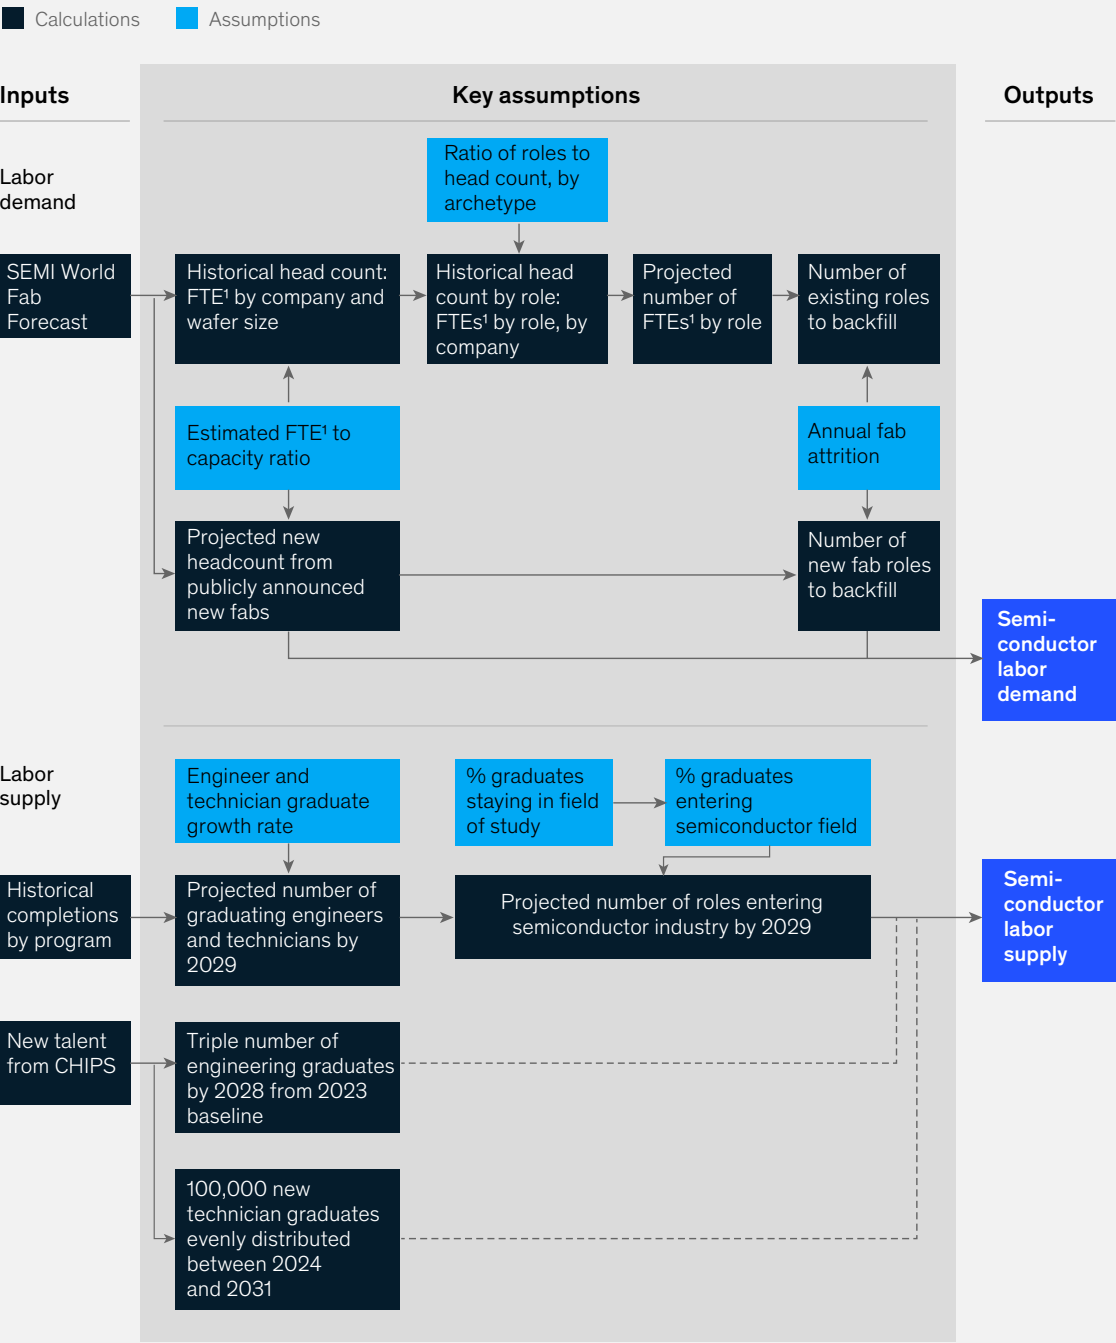 Calculations
Assumptions
Inputs
Key assumptions
Outputs
Labor
demand
Ratio of roles to
head count, by
archetype
SEMI World
Fab
Forecast
Historical head count:
FTE¹ by company and
wafer size
Historical head
count by role:
FTEs¹ by role, by
company
Projected
number of
FTEs¹ by role
Number of
existing roles
to backfill
Estimated FTE¹ to
capacity ratio
Annual fab
attrition
Projected new
headcount from
publicly announced
new fabs
Number of
new fab roles
to backfill
Semi-
conductor
labor
demand
Labor
supply
Engineer and
technician graduate
growth rate
% graduates
staying in field
of study
% graduates
entering
semiconductor field
Historical
completions
by program
Projected number of
graduating engineers
and technicians by
2029
Projected number of roles entering
semiconductor industry by 2029
Semi-
conductor
labor
supply
New talent
from CHIPS
Triple number of
engineering graduates
by 2028 from 2023
baseline
100,000 new
technician graduates
evenly distributed
between 2024
and 2031